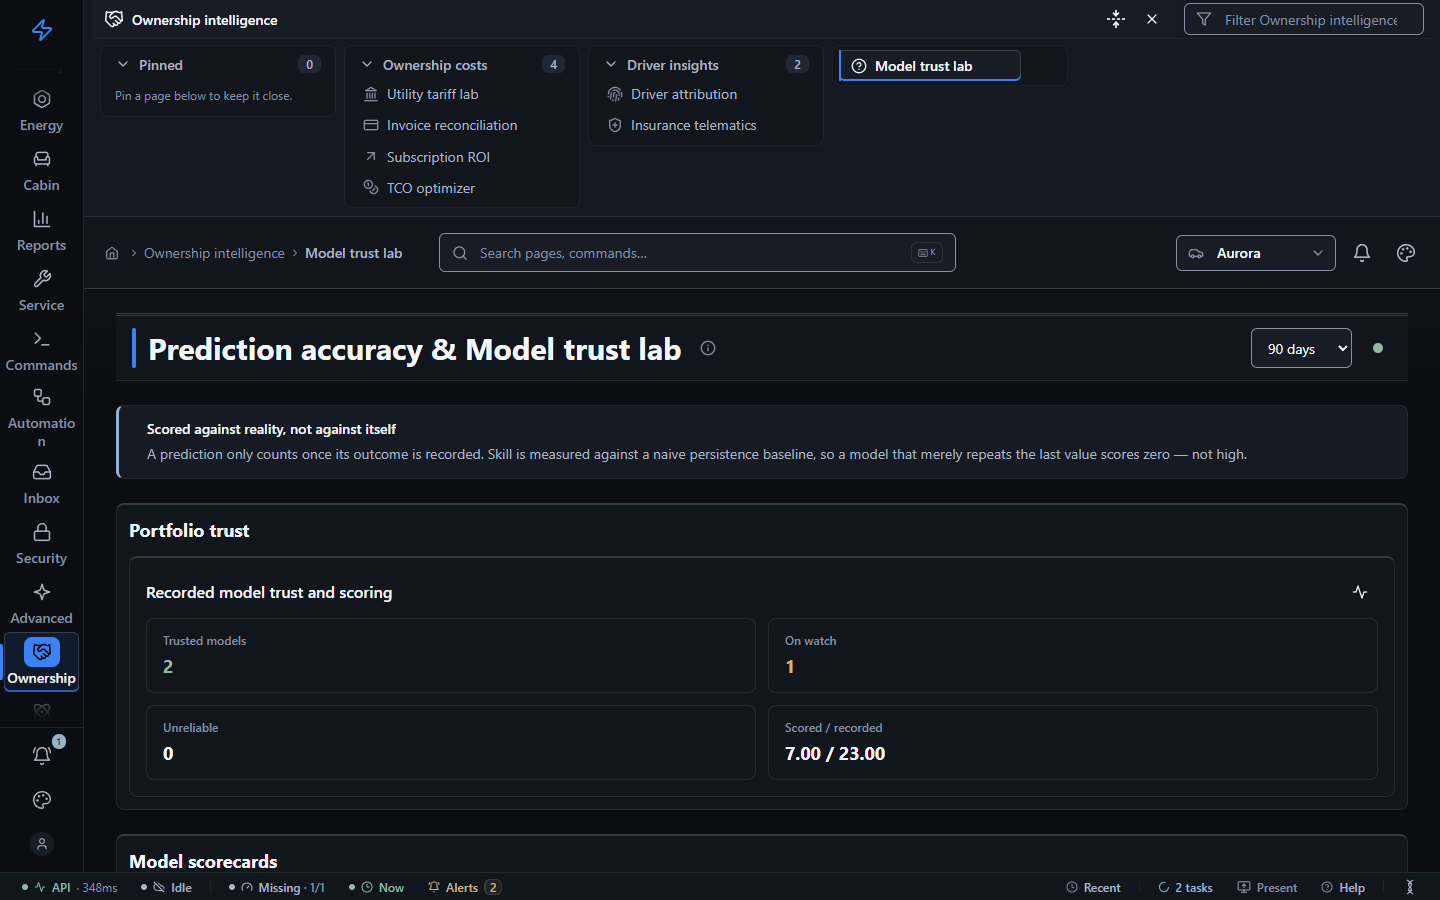 Ownership intelligence
Filter Ownership intelligence
Pinned 0
Pin a page below to keep it close.
Ownership costs 4
Utility tariff lab
Invoice reconciliation
Subscription ROI
TCO optimizer
Driver insights 2
Driver attribution
Insurance telematics
Model trust lab
Energy
Cabin
Reports
Service
Commands
Automatio
n
Inbox
Security
Advanced
Ownership
1
Ownership intelligence › Model trust lab
Search pages, commands...
K
Aurora
Prediction accuracy & Model trust lab
90 days
Scored against reality, not against itself
A prediction only counts once its outcome is recorded. Skill is measured against a naive persistence baseline, so a model that merely repeats the last value scores zero — not high.
Portfolio trust
Recorded model trust and scoring
Trusted models
2
On watch
1
Unreliable
0
Scored / recorded
7.00 / 23.00
Model scorecards
API · 348ms
Idle
Missing · 1/1
Now
Alerts 2
Recent
2 tasks
Present
Help